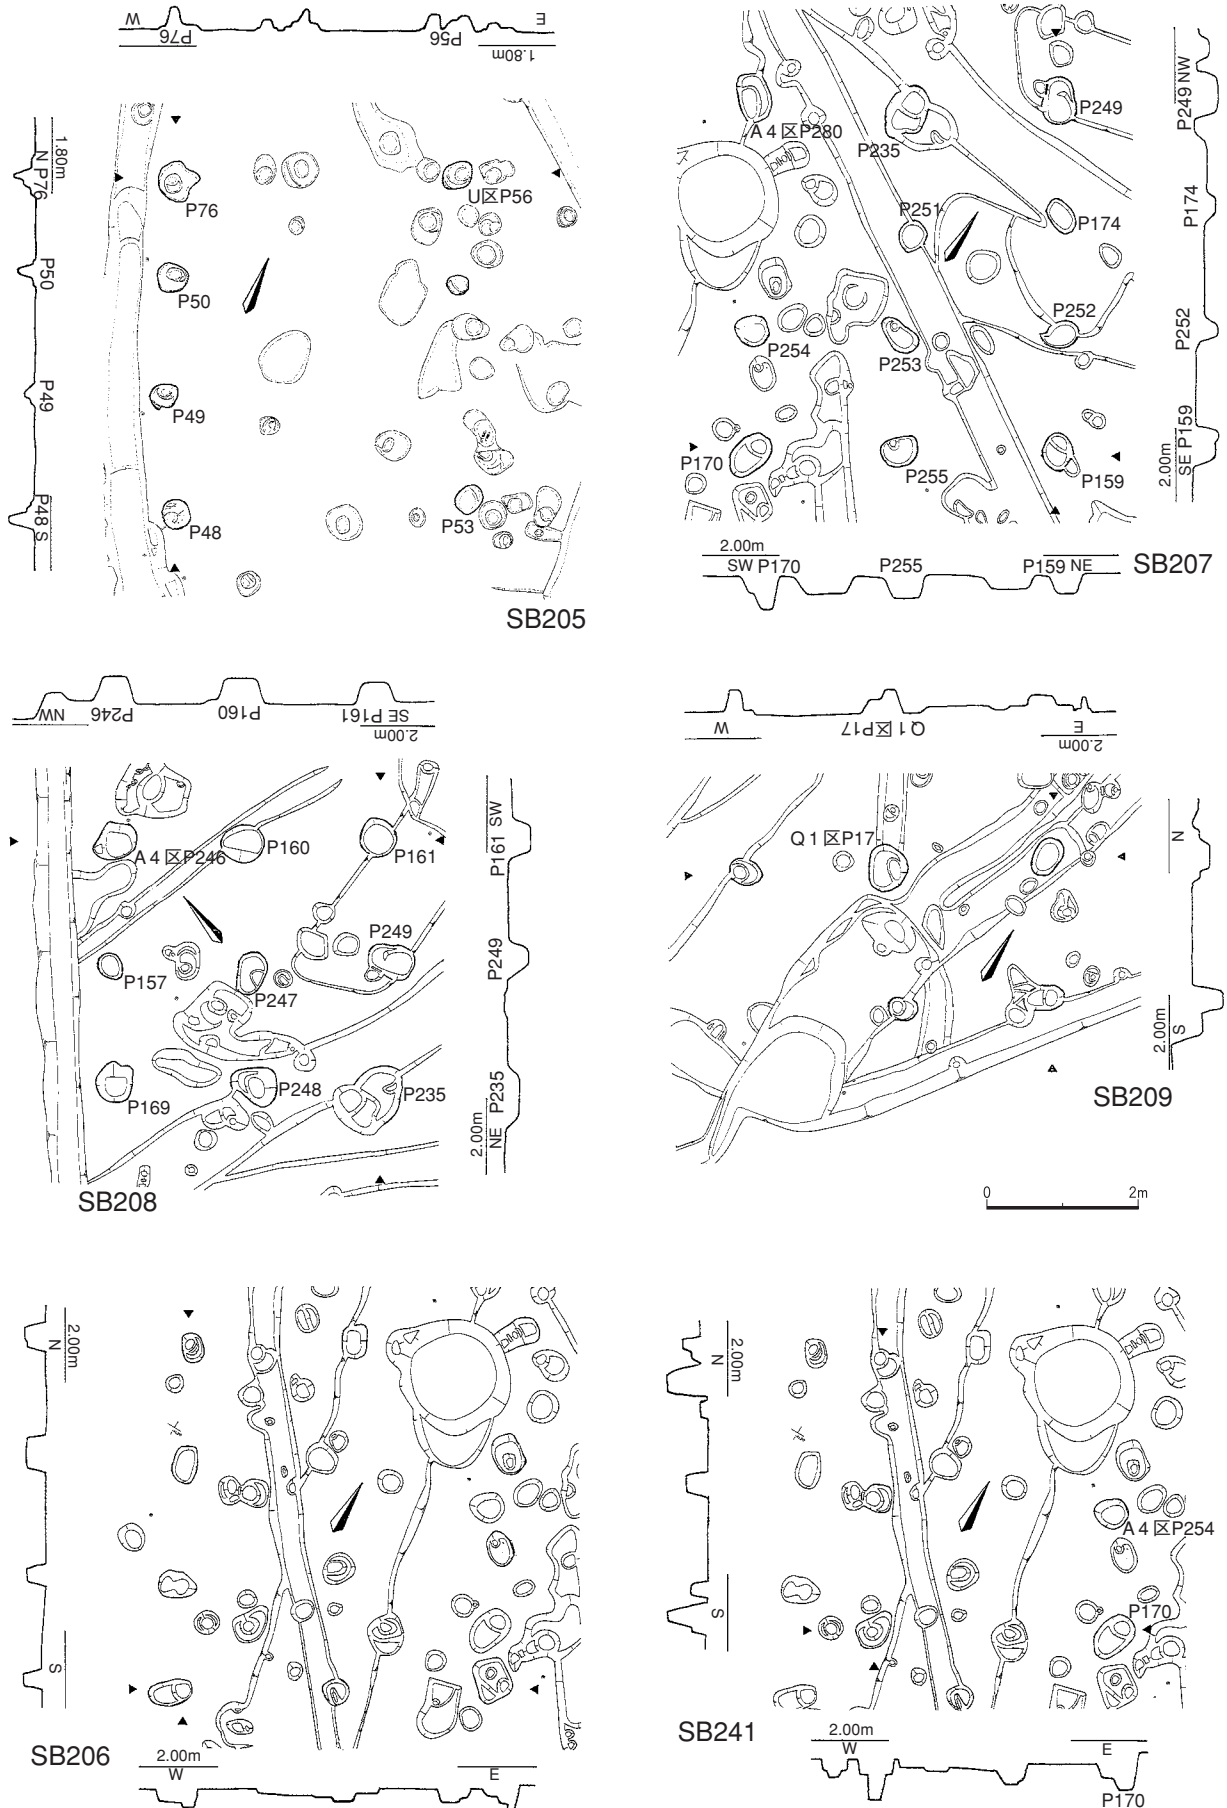 W P76 P56 E
1.80m
1.80m
N P76
P50
P49
P48 S
P76
U区P56
P50
P49
P48
P53
SB205
A4区P280
P235
P249
P251
P174
P254
P253
P252
P170
P255
P159
P249 NW
P174
P252
SE P159
2.00m
2.00m
SW P170 P255 P159 NE
SB207
NW P246 P160 SE P161
2.00m
A4区P246
P160
P161
P157
P247
P249
P169
P248
P235
P161 SW
P249
NE P235
2.00m
SB208
W Q1区P17 E
2.00m
Q1区P17
N
S
2.00m
SB209
0 2m
N
2.00m
S
SB206
2.00m
W E
N
2.00m
S
A4区P254
P170
SB241
2.00m
W E
P170